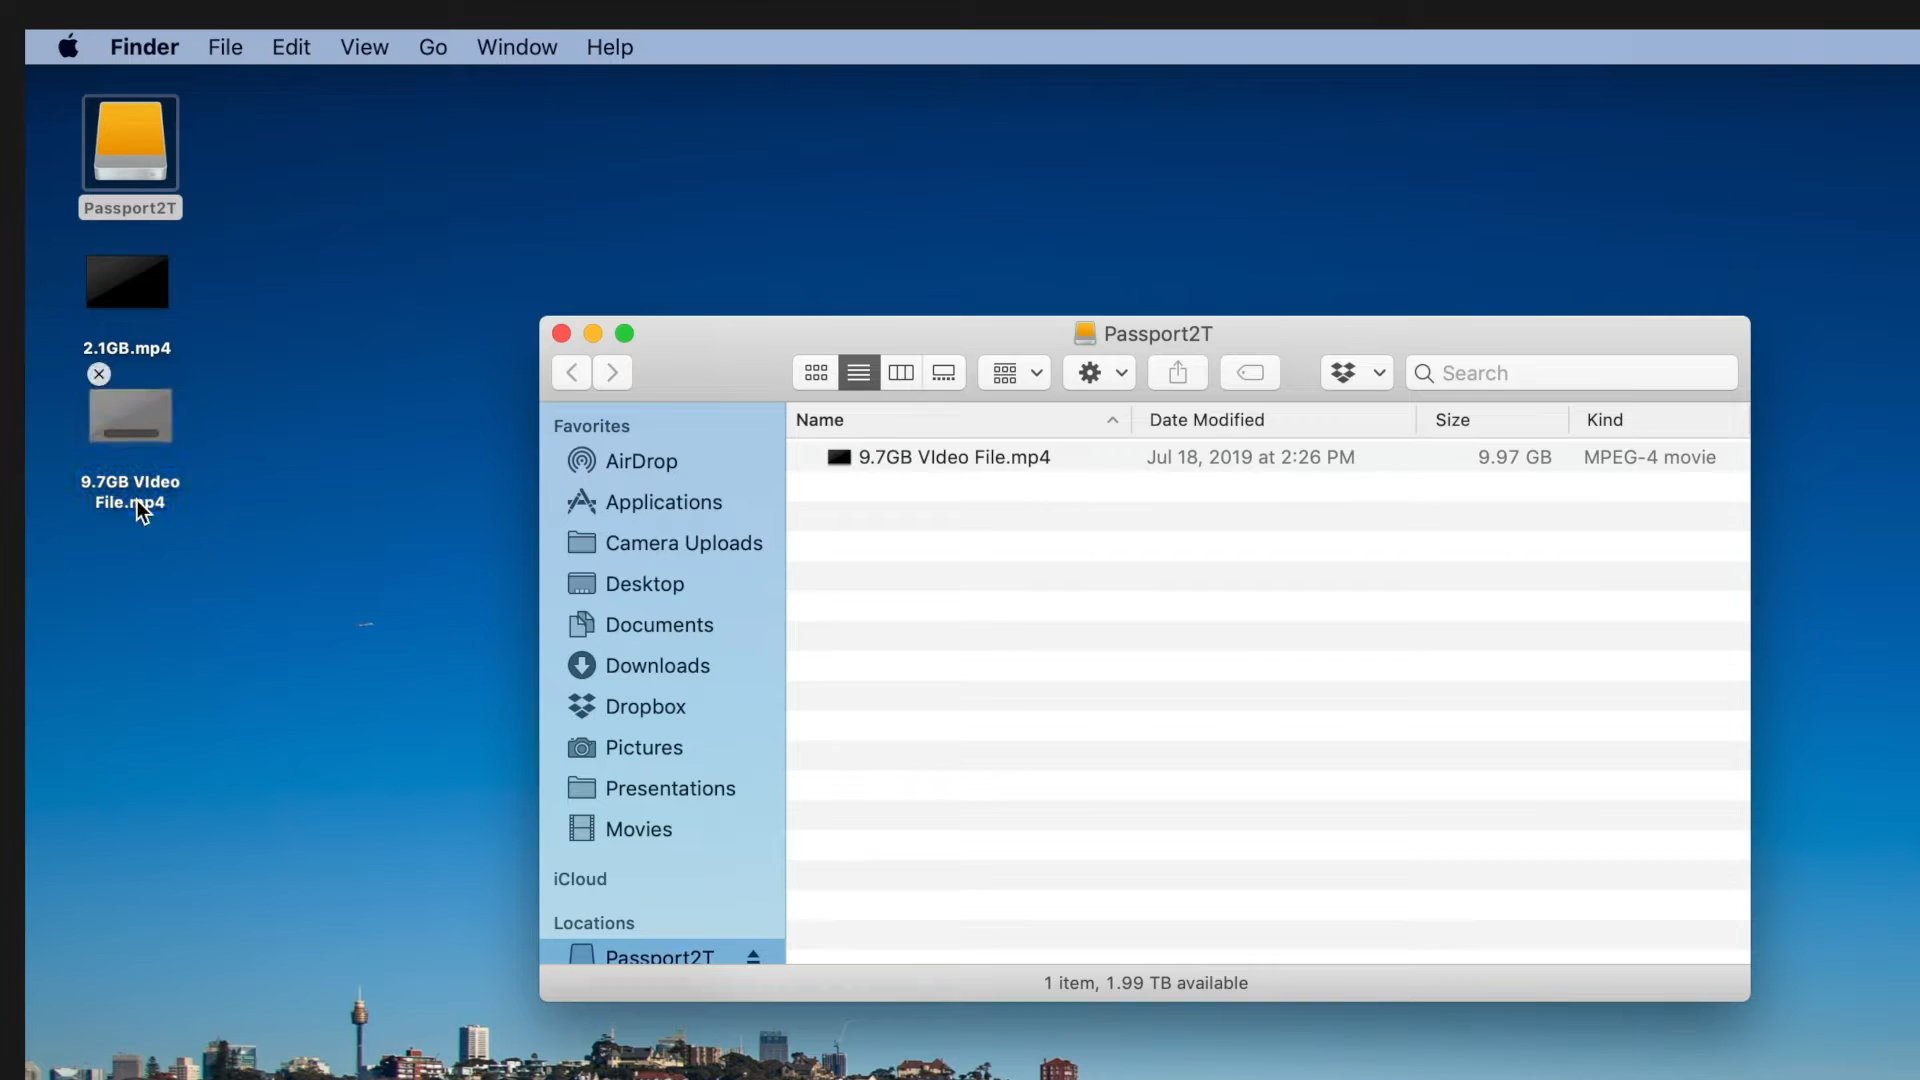 Finder File Edit View Go Window Help
Passport2T
2.1GB.mp4
9.7GB VIdeo
File.mp4
Passport2T
Search
Favorites
AirDrop
Applications
Camera Uploads
Desktop
Documents
Downloads
Dropbox
Pictures
Presentations
Movies
iCloud
Locations
Passport2T
Name Date Modified Size Kind
9.7GB VIdeo File.mp4 Jul 18, 2019 at 2:26 PM 9.97 GB MPEG-4 movie
1 item, 1.99 TB available